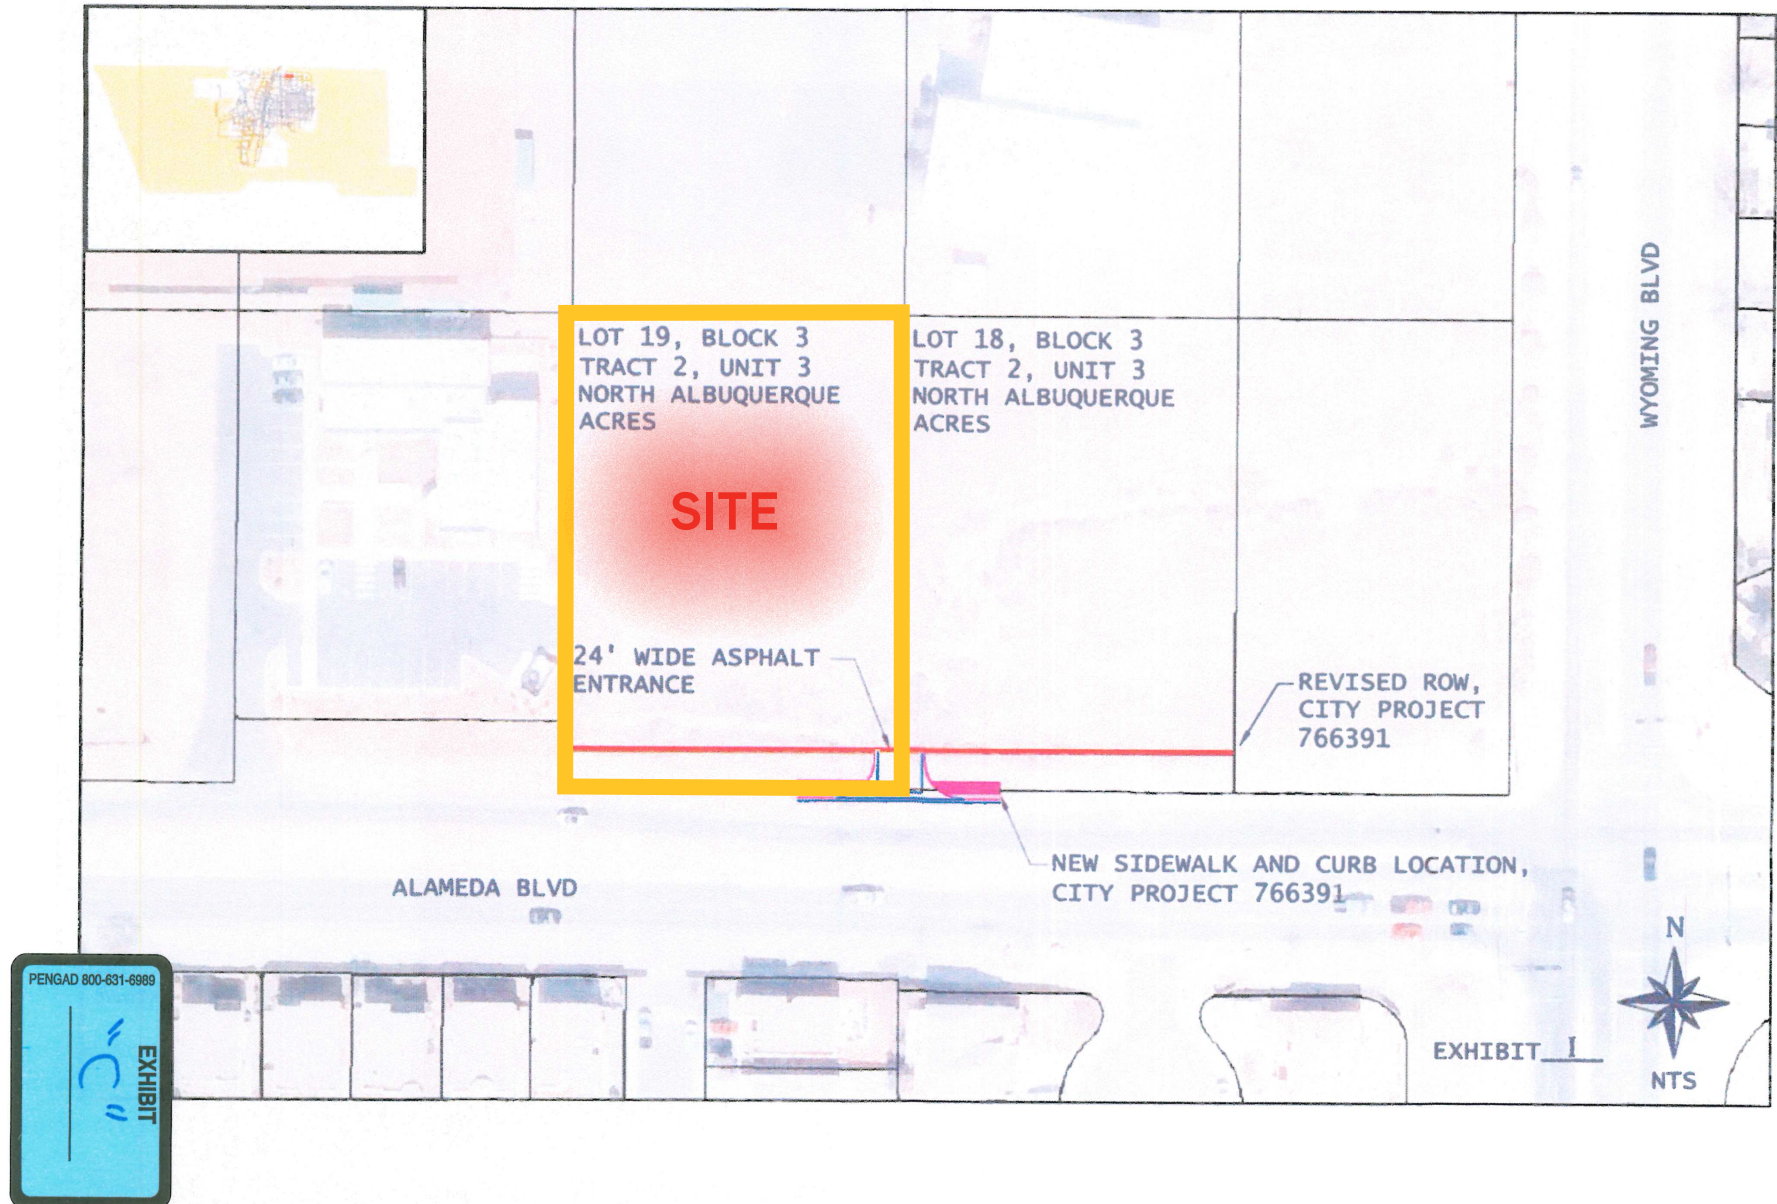 LOT 19, BLOCK 3
TRACT 2, UNIT 3
NORTH ALBUQUERQUE
ACRES
LOT 18, BLOCK 3
TRACT 2, UNIT 3
NORTH ALBUQUERQUE
ACRES
SITE
WYOMING BLVD
24' WIDE ASPHALT
ENTRANCE
REVISED ROW,
CITY PROJECT
766391
NEW SIDEWALK AND CURB LOCATION,
CITY PROJECT 766391
ALAMEDA BLVD
N
EXHIBIT I
NTS
PENGAD 800-631-6989
EXHIBIT
"C"